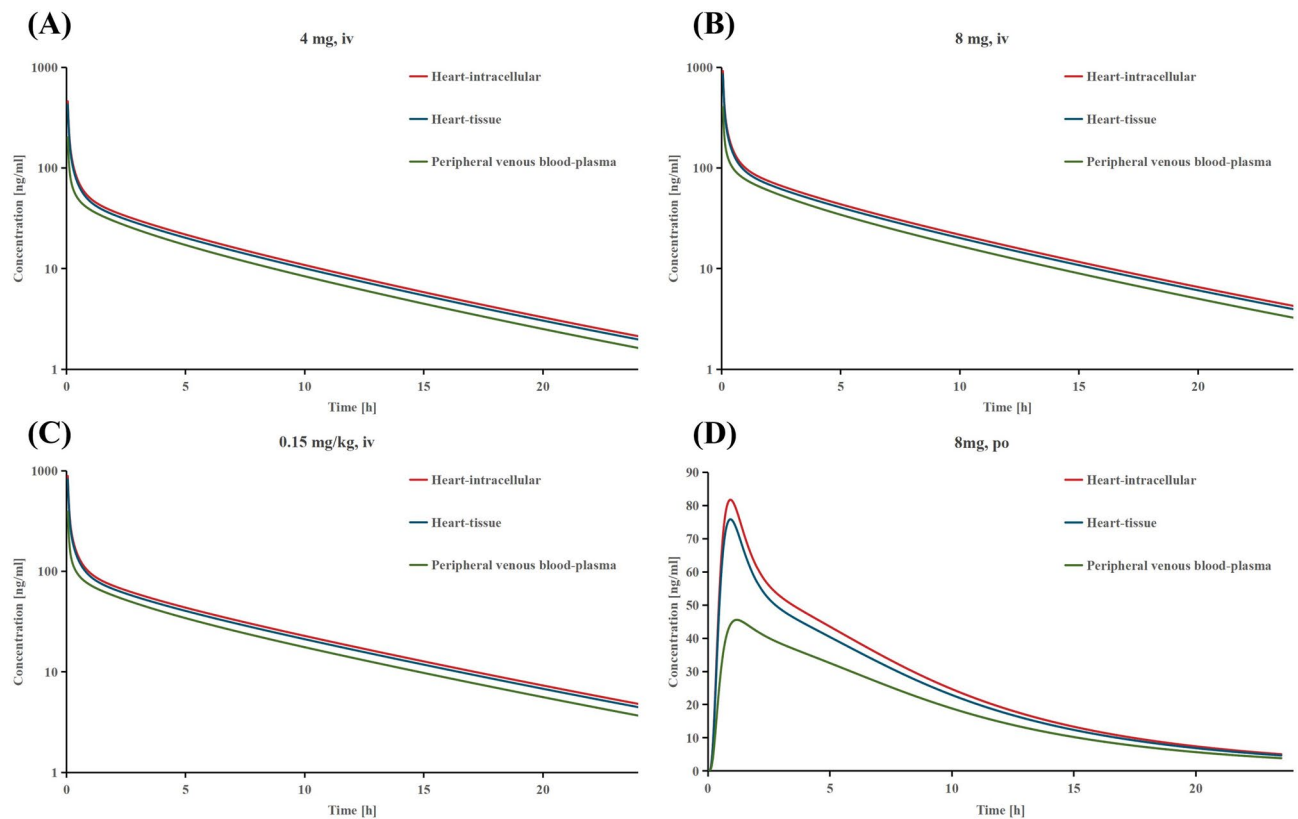 (A)
4 mg, iv
1000
100
10
1
Concentration [ng/ml]
Heart-intracellular
Heart-tissue
Peripheral venous blood-plasma
0 5 10 15 20
Time [h]
(B)
8 mg, iv
1000
100
10
1
Concentration [ng/ml]
Heart-intracellular
Heart-tissue
Peripheral venous blood-plasma
0 5 10 15 20
Time [h]
(C)
0.15 mg/kg, iv
1000
100
10
1
Concentration [ng/ml]
Heart-intracellular
Heart-tissue
Peripheral venous blood-plasma
0 5 10 15 20
Time [h]
(D)
8mg, po
90
80
70
60
50
40
30
20
10
0
Concentration [ng/ml]
Heart-intracellular
Heart-tissue
Peripheral venous blood-plasma
0 5 10 15 20
Time [h]